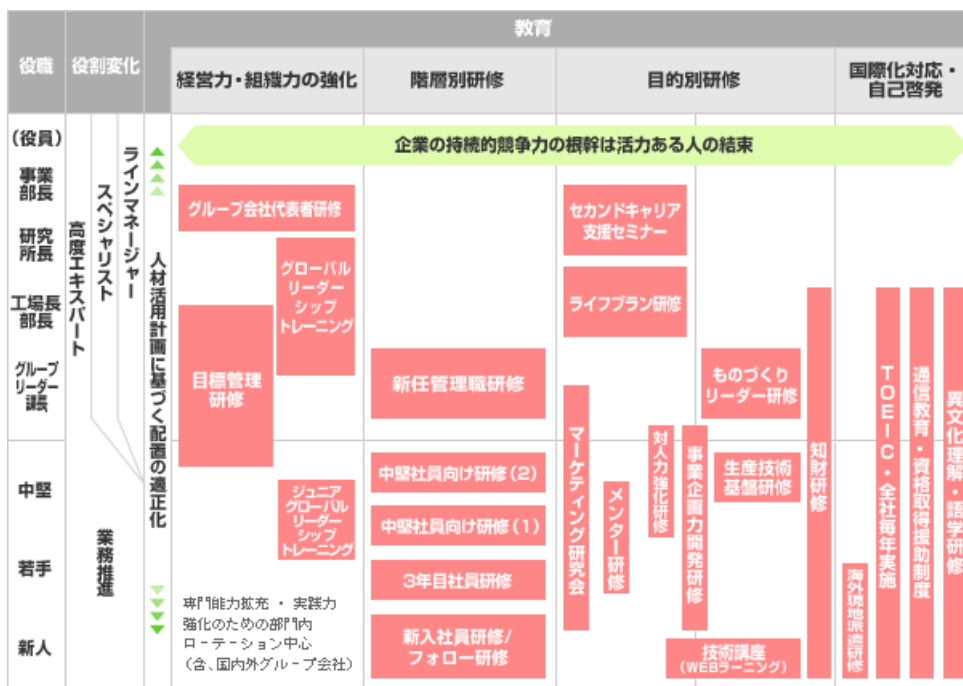 教育
役職
役割変化
経営力・組織力の強化
階層別研修
目的別研修
国際化対応・
自己啓発
(役員)
事業
部長
研究
所長
工場長
部長
グループ
リーダー
課長
中堅
若手
新人
高度エキスパート
スペシャリスト
ラインマネージャー
業務推進
人材活用計画に基づく配置の適正化
企業の持続的競争力の根幹は活力ある人の結束
グループ会社代表者研修
グローバル
リーダー
シップ
トレーニング
目標管理
研修
ジュニア
グローバル
リーダー
シップ
トレーニング
専門能力拡充 ・ 実践力
強化のための部門内
ローテーション中心
(含、国内外グループ会社)
新任管理職研修
中堅社員向け研修(2)
中堅社員向け研修(1)
3年目社員研修
新入社員研修/
フォロー研修
セカンドキャリア
支援セミナー
ライフプラン研修
ものづくり
リーダー研修
マーケティング研究会
メンター研修
対人力強化研修
事業企画力開発研修
生産技術
基盤研修
技術講座
(WEBラーニング)
知財研修
海外現地派遣研修
TOEIC・全社毎年実施
通信教育・資格取得援助制度
異文化理解・語学研修